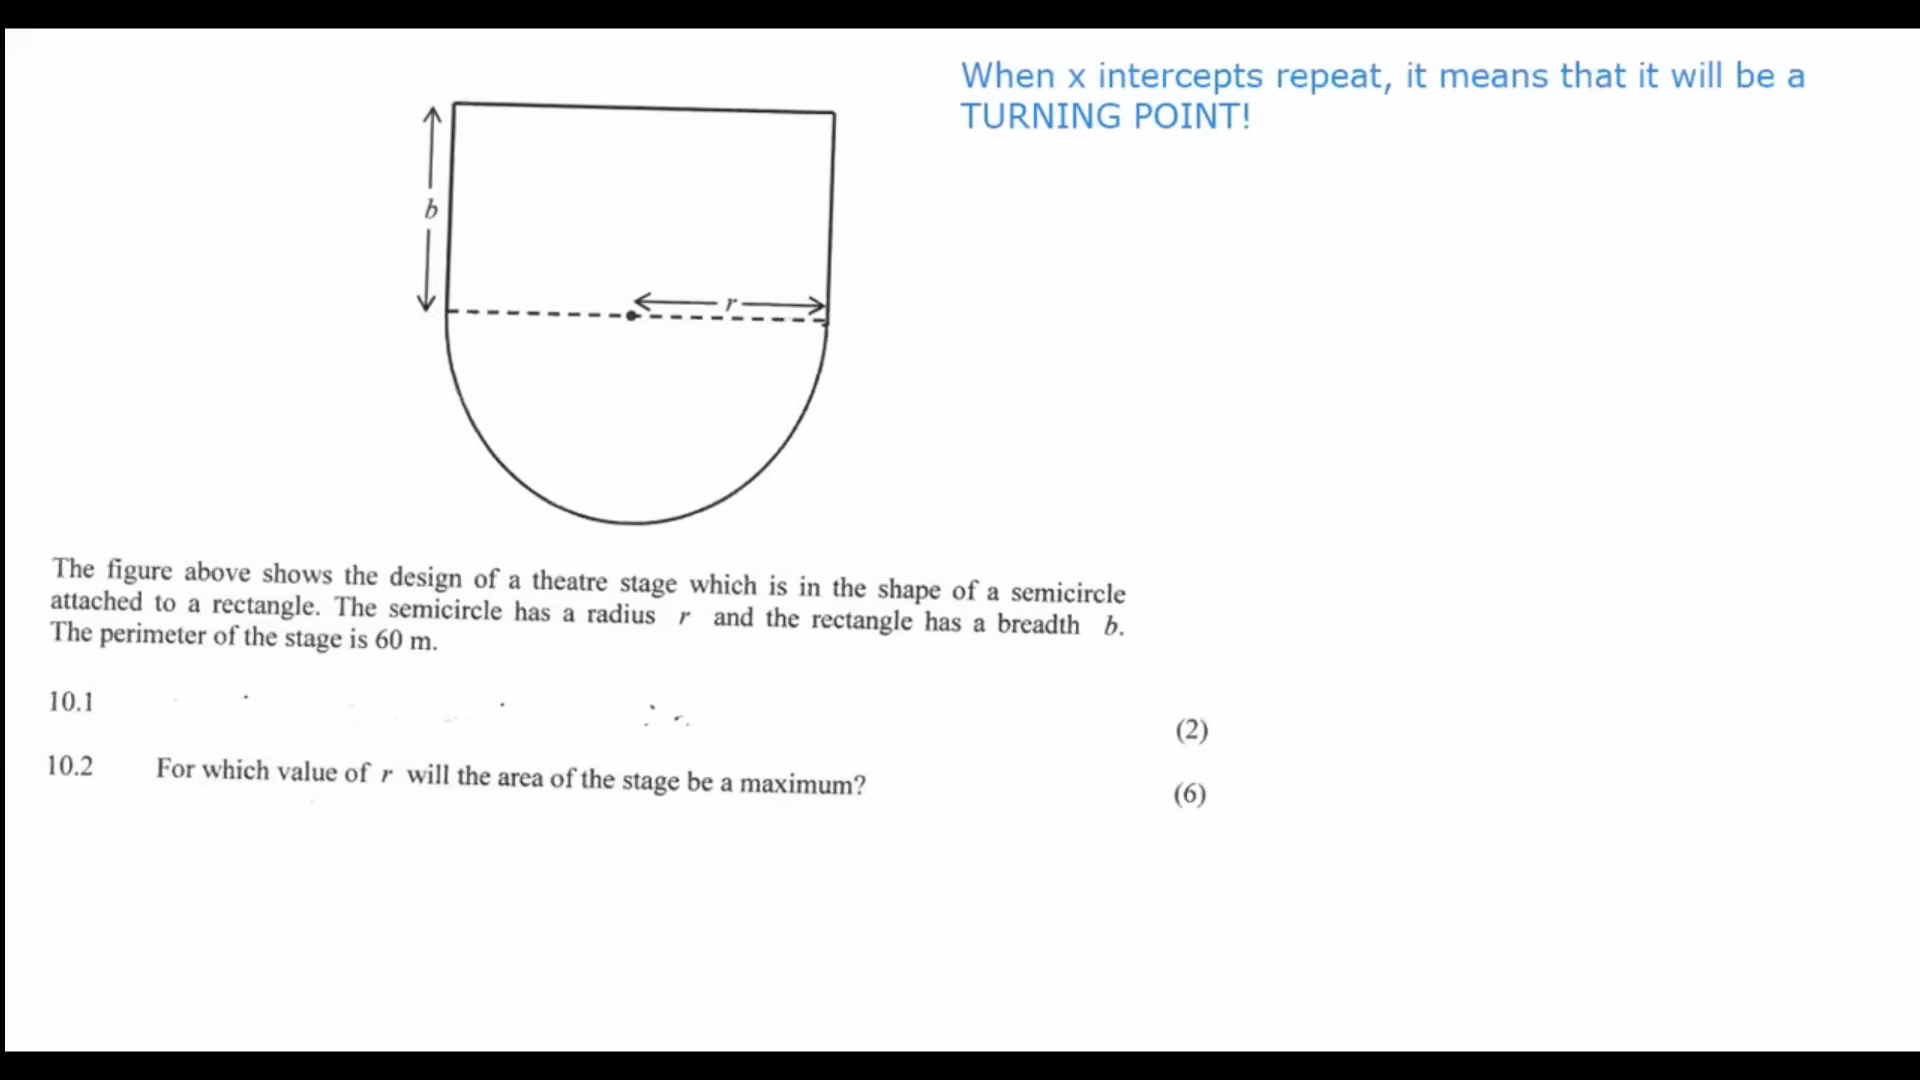 When x intercepts repeat, it means that it will be a
TURNING POINT!
b
r
The figure above shows the design of a theatre stage which is in the shape of a semicircle
attached to a rectangle. The semicircle has a radius r and the rectangle has a breadth b.
The perimeter of the stage is 60 m.
10.1
(2)
10.2 For which value of r will the area of the stage be a maximum?
(6)